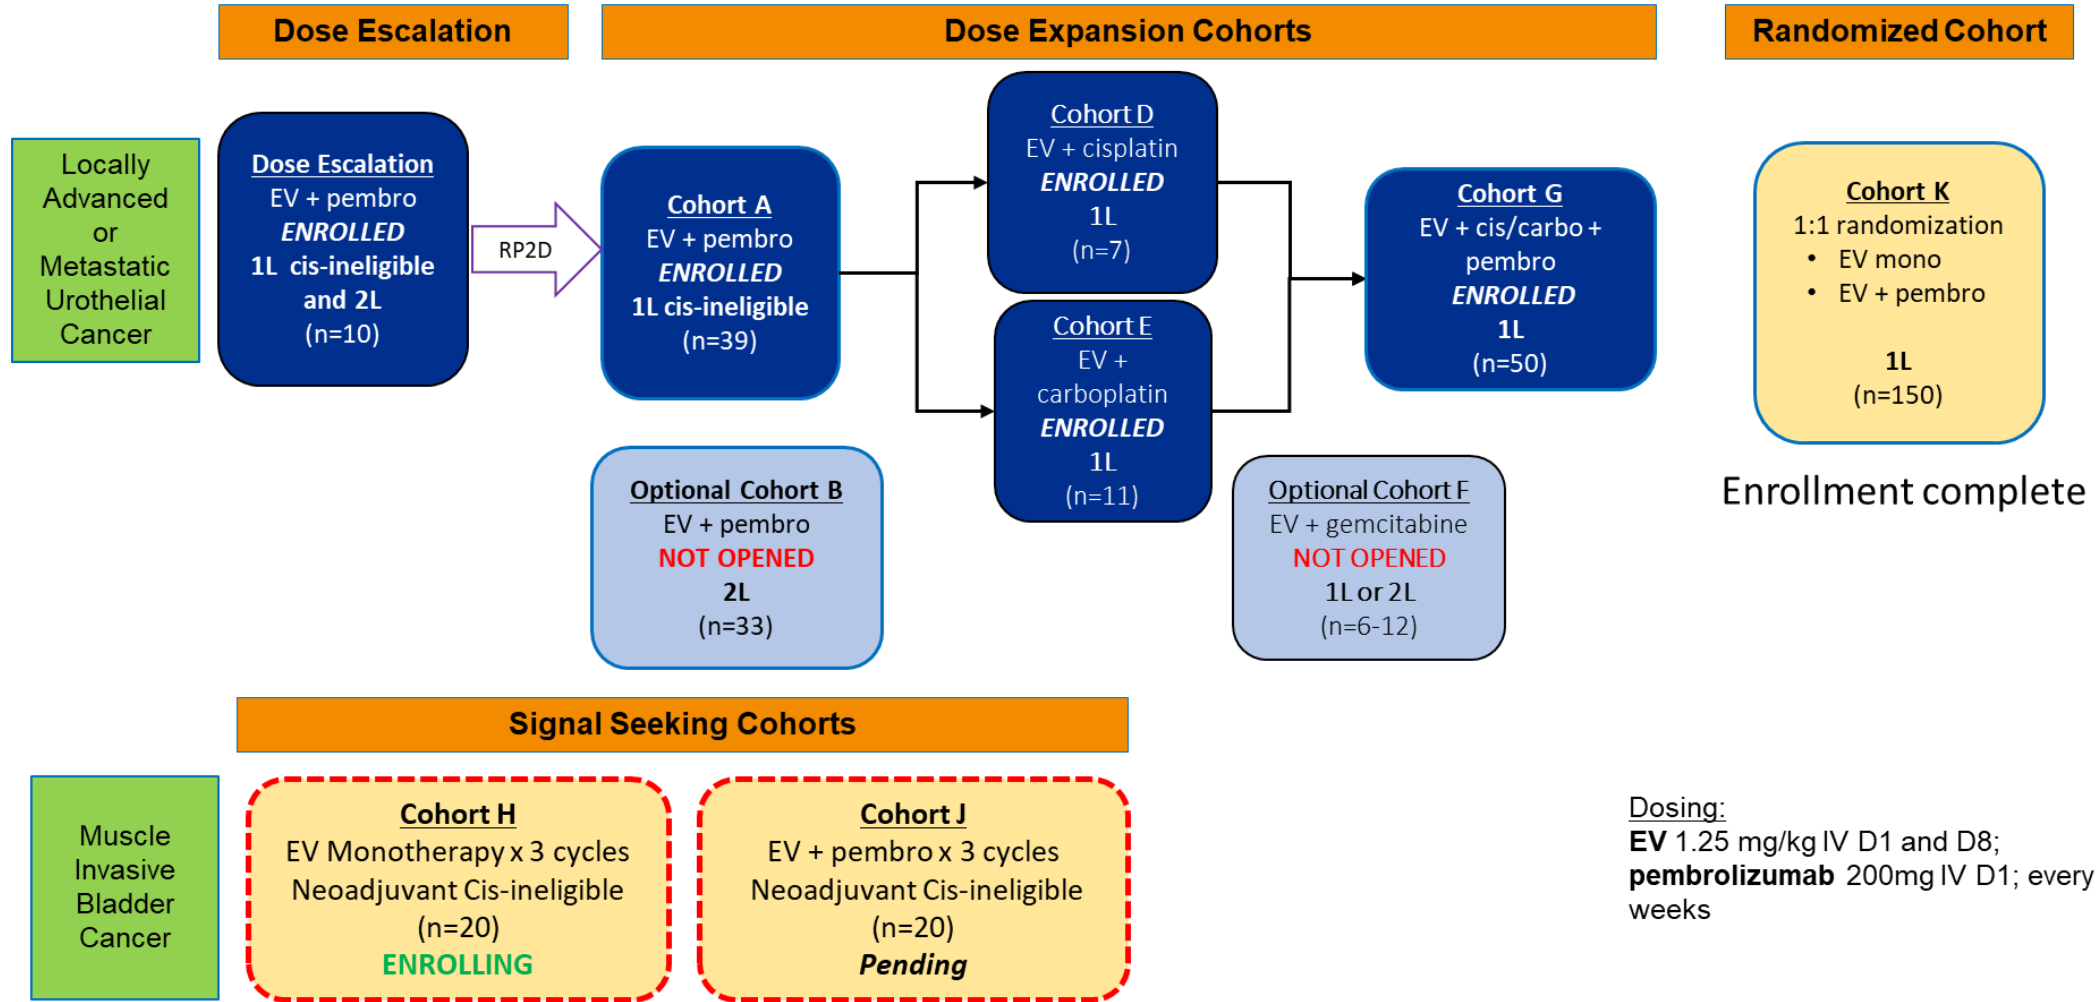 Dose Escalation
Dose Expansion Cohorts
Randomized Cohort
Locally
Advanced
or
Metastatic
Urothelial
Cancer
Dose Escalation
EV + pembro
ENROLLED
1L cis-ineligible
and 2L
(n=10)
RP2D
Cohort A
EV + pembro
ENROLLED
1L cis-ineligible
(n=39)
Cohort D
EV + cisplatin
ENROLLED
1L
(n=7)
Cohort E
EV +
carboplatin
ENROLLED
1L
(n=11)
Cohort G
EV + cis/carbo +
pembro
ENROLLED
1L
(n=50)
Cohort K
1:1 randomization
• EV mono
• EV + pembro
1L
(n=150)
Enrollment complete
Optional Cohort B
EV + pembro
NOT OPENED
2L
(n=33)
Optional Cohort F
EV + gemcitabine
NOT OPENED
1L or 2L
(n=6-12)
Signal Seeking Cohorts
Muscle
Invasive
Bladder
Cancer
Cohort H
EV Monotherapy x 3 cycles
Neoadjuvant Cis-ineligible
(n=20)
ENROLLING
Cohort J
EV + pembro x 3 cycles
Neoadjuvant Cis-ineligible
(n=20)
Pending
Dosing:
EV 1.25 mg/kg IV D1 and D8;
pembrolizumab 200mg IV D1; every
weeks